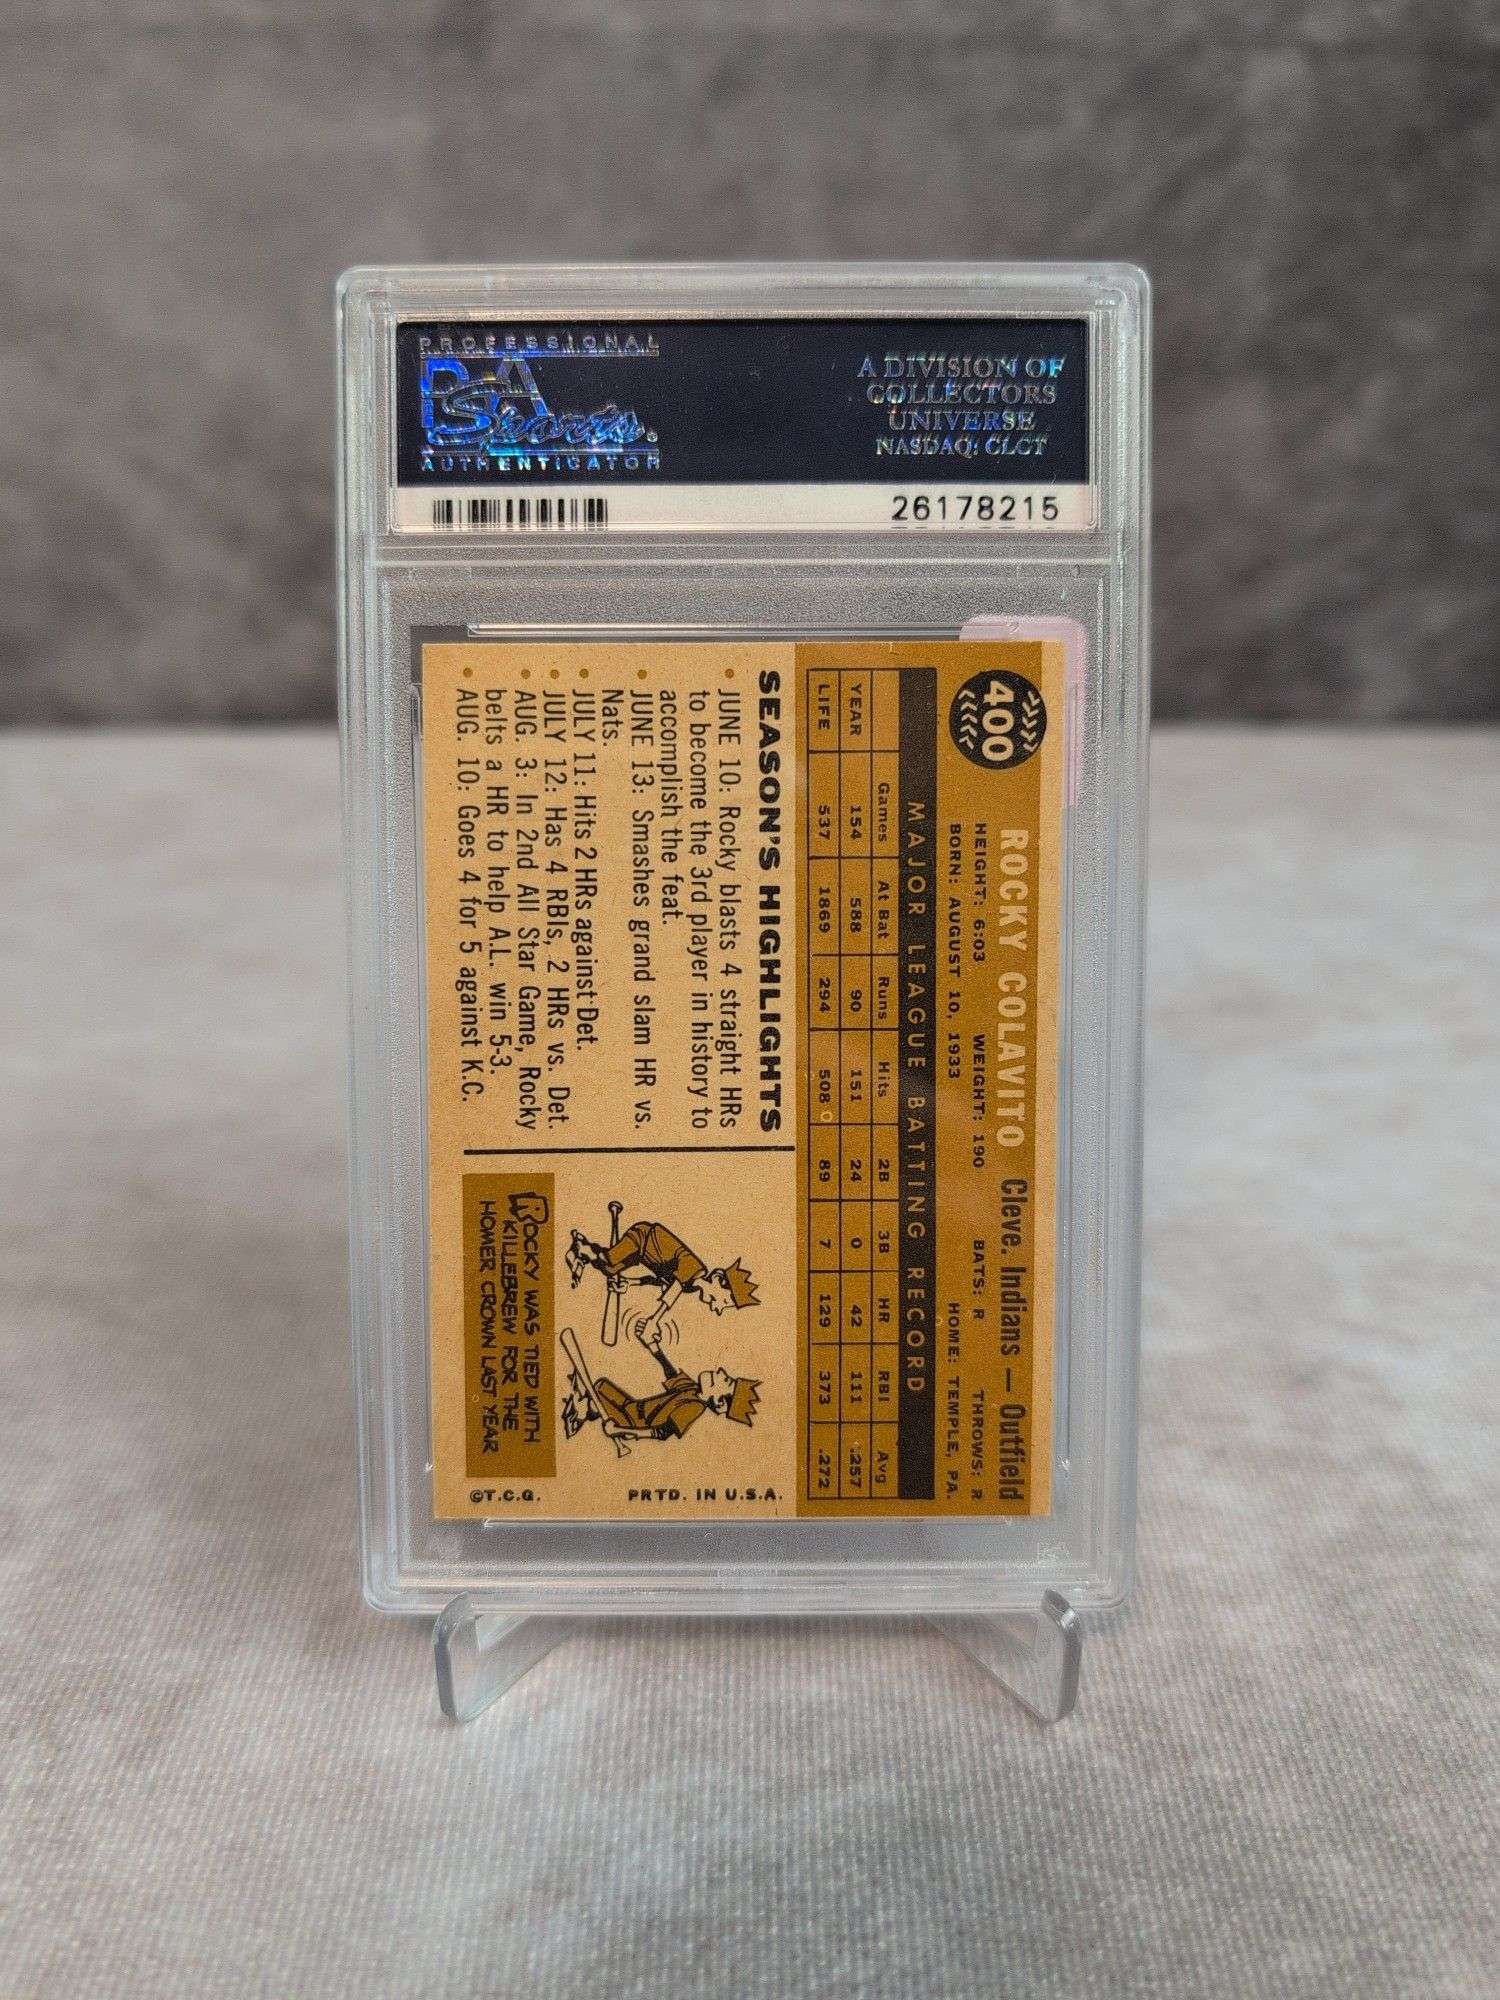 PROFESSIONAL
PSA
Sports®
AUTHENTICATOR
A DIVISION OF
COLLECTORS
UNIVERSE
NASDAQ: CLCT
26178215
400
ROCKY COLAVITO Cleve. Indians — Outfield
HEIGHT: 6:03 WEIGHT: 190 BATS: R THROWS: R
BORN: AUGUST 10, 1933 HOME: TEMPLE, PA.
MAJOR LEAGUE BATTING RECORD
Games At Bat Runs Hits 2B 3B HR RBI Avg
YEAR 154 588 90 151 24 0 42 111 .257
LIFE 537 1869 294 508 89 7 129 373 .272
SEASON'S HIGHLIGHTS
• JUNE 10: Rocky blasts 4 straight HRs
to become the 3rd player in history to
accomplish the feat.
• JUNE 13: Smashes grand slam HR vs.
Nats.
• JULY 11: Hits 2 HRs against Det.
• JULY 12: Has 4 RBIs, 2 HRs vs. Det.
• AUG. 3: In 2nd All Star Game, Rocky
belts a HR to help A.L. win 5-3.
• AUG. 10: Goes 4 for 5 against K.C.
ROCKY WAS TIED WITH
KILLEBREW FOR THE
HOMER CROWN LAST YEAR
©T.C.G. PRTD. IN U.S.A.